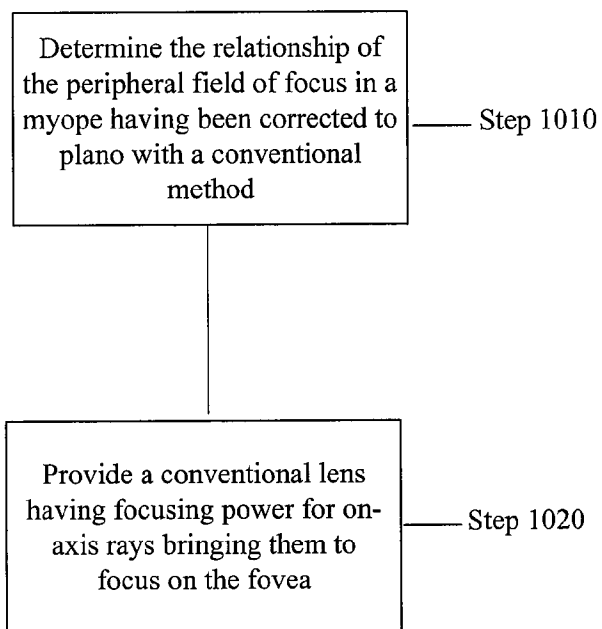 Determine the relationship of
the peripheral field of focus in a
myope having been corrected to
plano with a conventional
method
Step 1010
Provide a conventional lens
having focusing power for on-
axis rays bringing them to
focus on the fovea
Step 1020